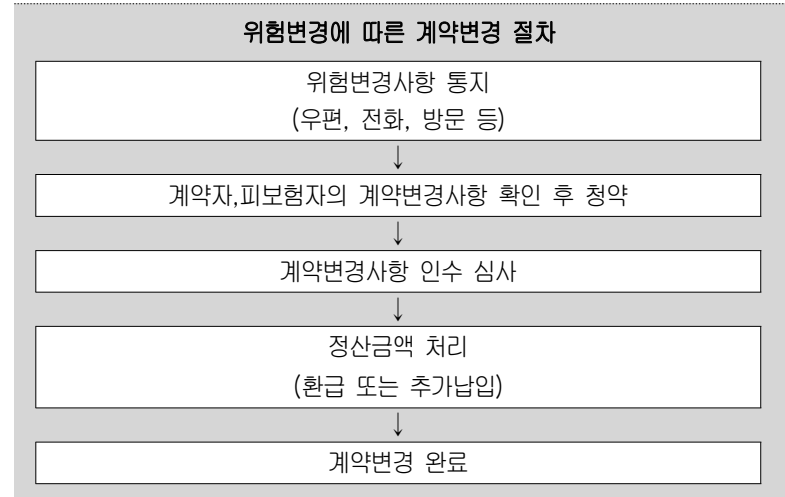 위험변경에 따른 계약변경 절차
위험변경사항 통지
(우편, 전화, 방문 등)
↓
계약자,피보험자의 계약변경사항 확인 후 청약
↓
계약변경사항 인수 심사
↓
정산금액 처리
(환급 또는 추가납입)
↓
계약변경 완료